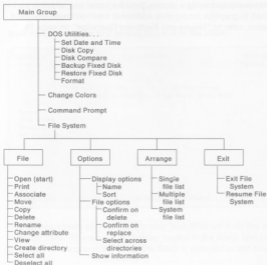 Main Group
DOS Utilities. . .
Set Date and Time
Disk Copy
Disk Compare
Backup Fixed Disk
Restore Fixed Disk
Format
Change Colors
Command Prompt
File System
File
Options
Arrange
Exit
Open (start)
Print
Associate
Move
Copy
Delete
Rename
Change attribute
View
Create directory
Select all
Deselect all
Display options
Name
Sort
File options
Confirm on
delete
Confirm on
replace
Select across
directories
Show information
Single
file list
Multiple
file list
System
file list
Exit File
System
Resume File
System